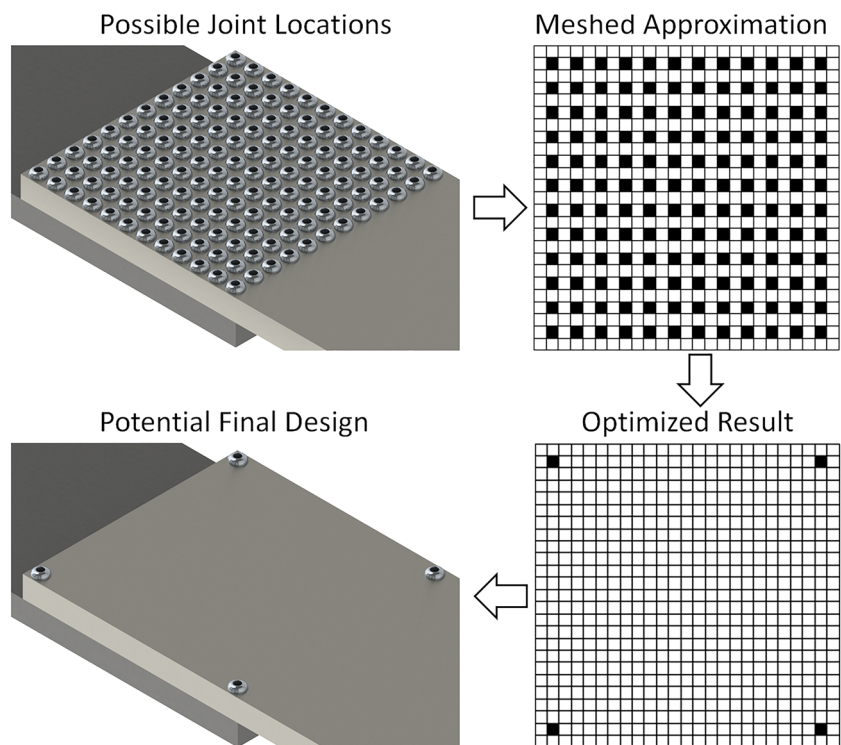 Possible Joint Locations
Meshed Approximation
Potential Final Design
Optimized Result